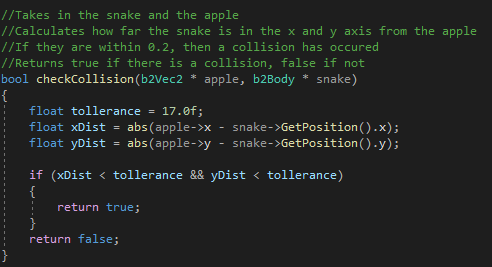 //Takes in the snake and the apple
//Calculates how far the snake is in the x and y axis from the apple
//If they are within 0.2, then a collision has occured
//Returns true if there is a collision, false if not
bool checkCollision(b2Vec2 * apple, b2Body * snake)
{
    float tollerance = 17.0f;
    float xDist = abs(apple->x - snake->GetPosition().x);
    float yDist = abs(apple->y - snake->GetPosition().y);

    if (xDist < tollerance && yDist < tollerance)
    {
        return true;
    }
    return false;
}